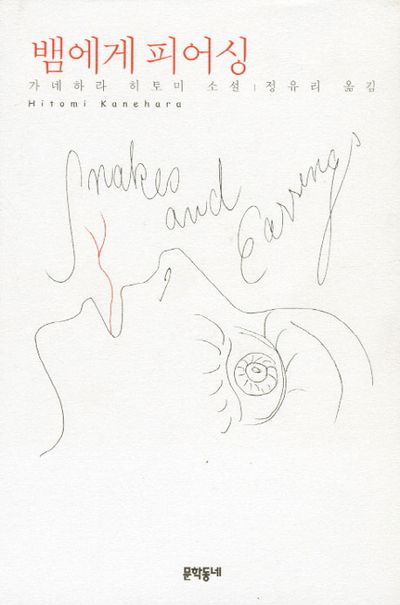 뱀에게 피어싱
가네하라 히토미 소설 | 정유리 옮김
Hitomi Kanehara
Snakes
and
Earrings
문학동네